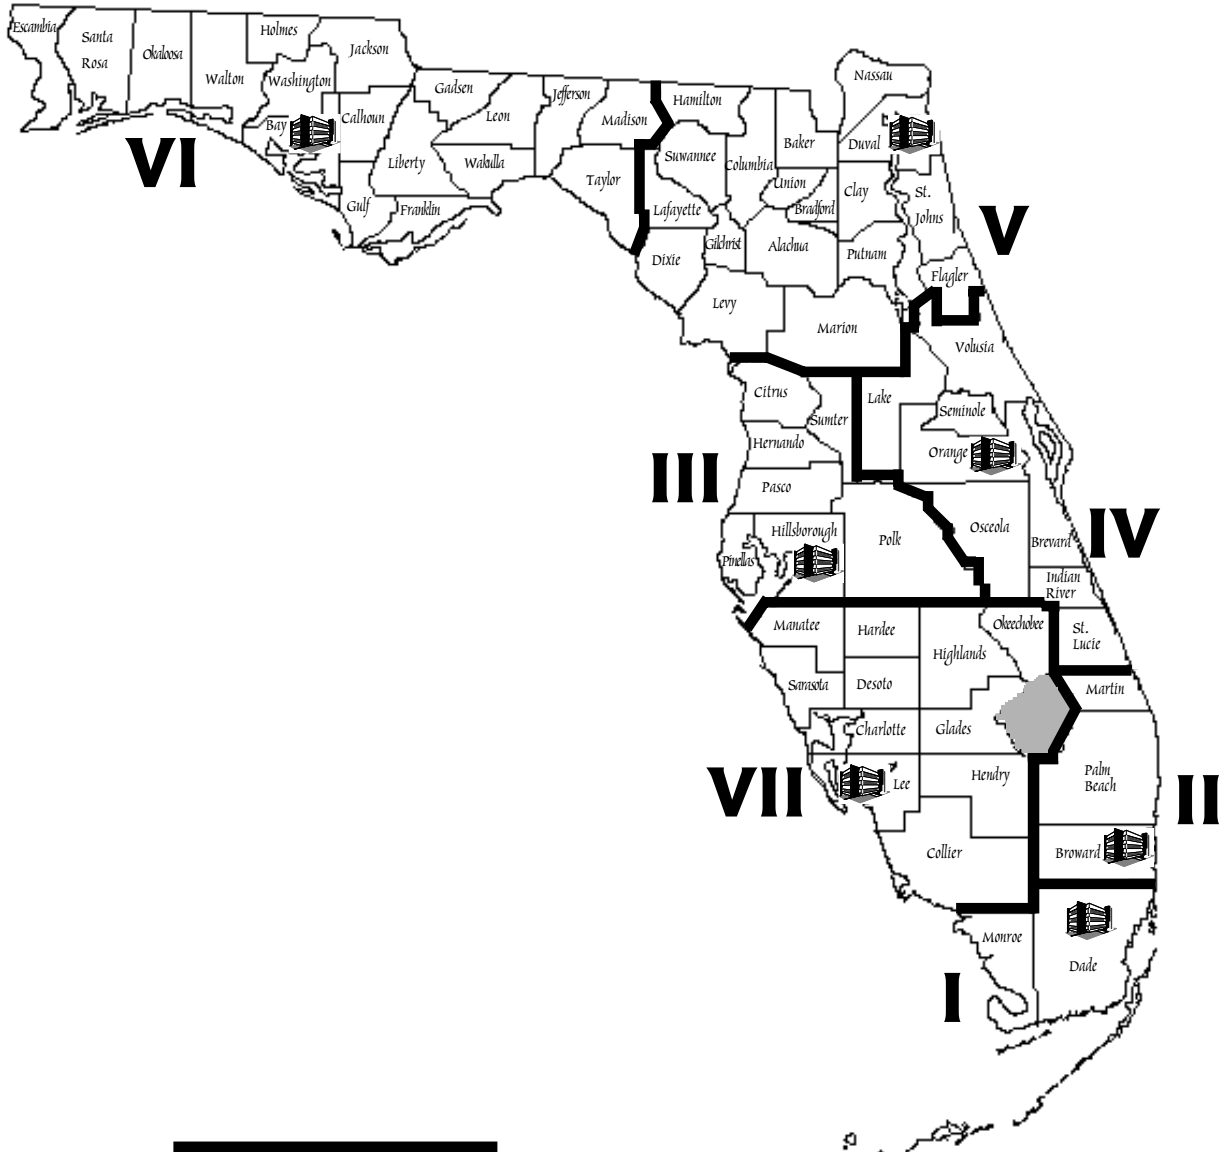 Escambia
Santa
Rosa
Okaloosa
Walton
Holmes
Washington
Jackson
Bay
Calhoun
Gulf
Liberty
Gadsen
Franklin
Leon
Wakulla
Jefferson
Madison
Taylor
VI
Hamilton
Suwannee
Lafayette
Dixie
Columbia
Gilchrist
Levy
Baker
Union
Bradford
Alachua
Marion
Nassau
Duval
Clay
Putnam
St.
Johns
Flagler
V
Volusia
Citrus
Sumter
Lake
Hernando
Pasco
Seminole
Orange
III
Hillsborough
Pinellas
Polk
Osceola
Brevard
IV
Indian
River
Manatee
Hardee
Highlands
Okeechobee
St.
Lucie
Sarasota
Desoto
Martin
Charlotte
Glades
VII
Lee
Hendry
Palm
Beach
II
Collier
Broward
Monroe
Dade
I